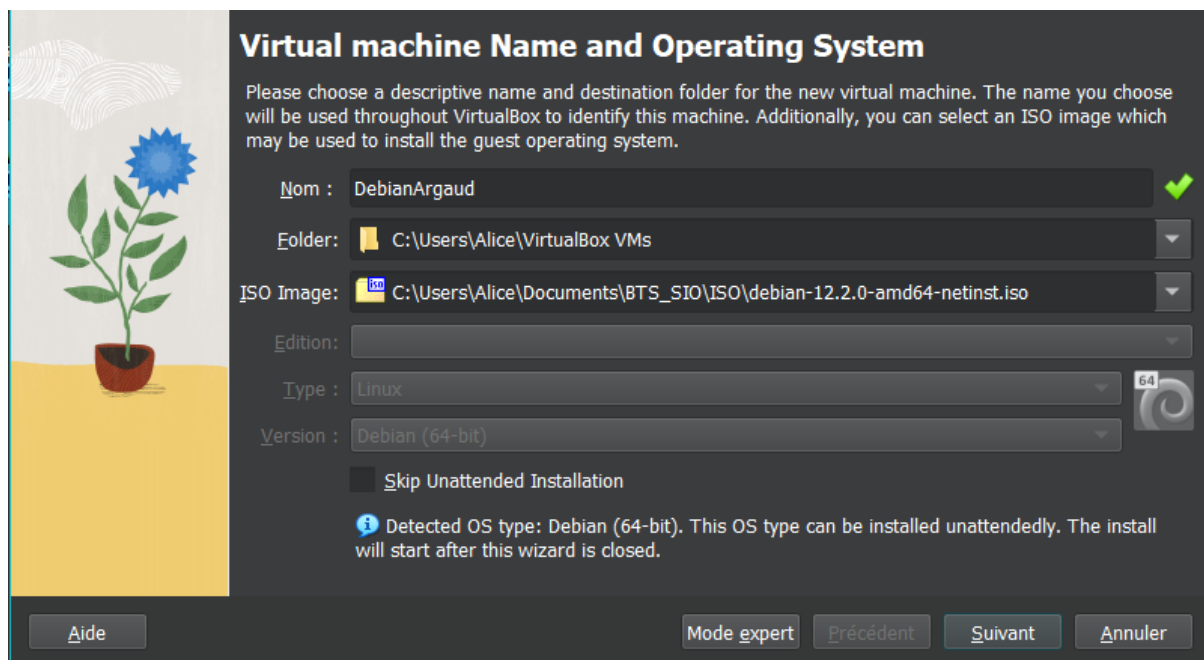 Virtual machine Name and Operating System
Please choose a descriptive name and destination folder for the new virtual machine. The name you choose
will be used throughout VirtualBox to identify this machine. Additionally, you can select an ISO image which
may be used to install the guest operating system.
Nom : DebianArgaud
Folder: C:\Users\Alice\VirtualBox VMs
ISO Image: iso C:\Users\Alice\Documents\BTS_SIO\ISO\debian-12.2.0-amd64-netinst.iso
Edition:
Type : Linux 64
Version : Debian (64-bit)
Skip Unattended Installation
Detected OS type: Debian (64-bit). This OS type can be installed unattendedly. The install
will start after this wizard is closed.
Aide Mode expert Précédent Suivant Annuler